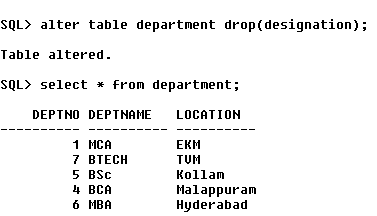 SQL> alter table department drop(designation);
Table altered.
SQL> select * from department;
    DEPTNO DEPTNAME   LOCATION
---------- ---------- ----------
         1 MCA        EKM
         7 BTECH      TVM
         5 BSc        Kollam
         4 BCA        Malappuram
         6 MBA        Hyderabad